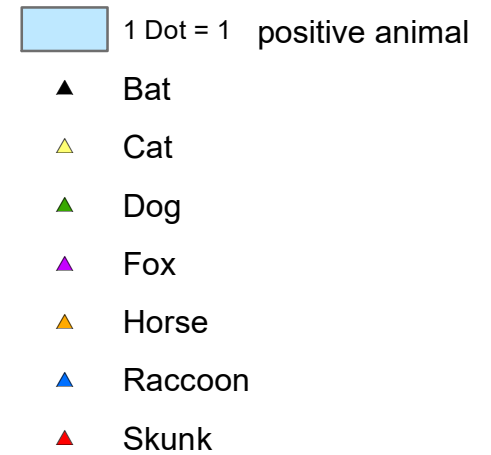 1 Dot = 1 positive animal
Bat
Cat
Dog
Fox
Horse
Raccoon
Skunk